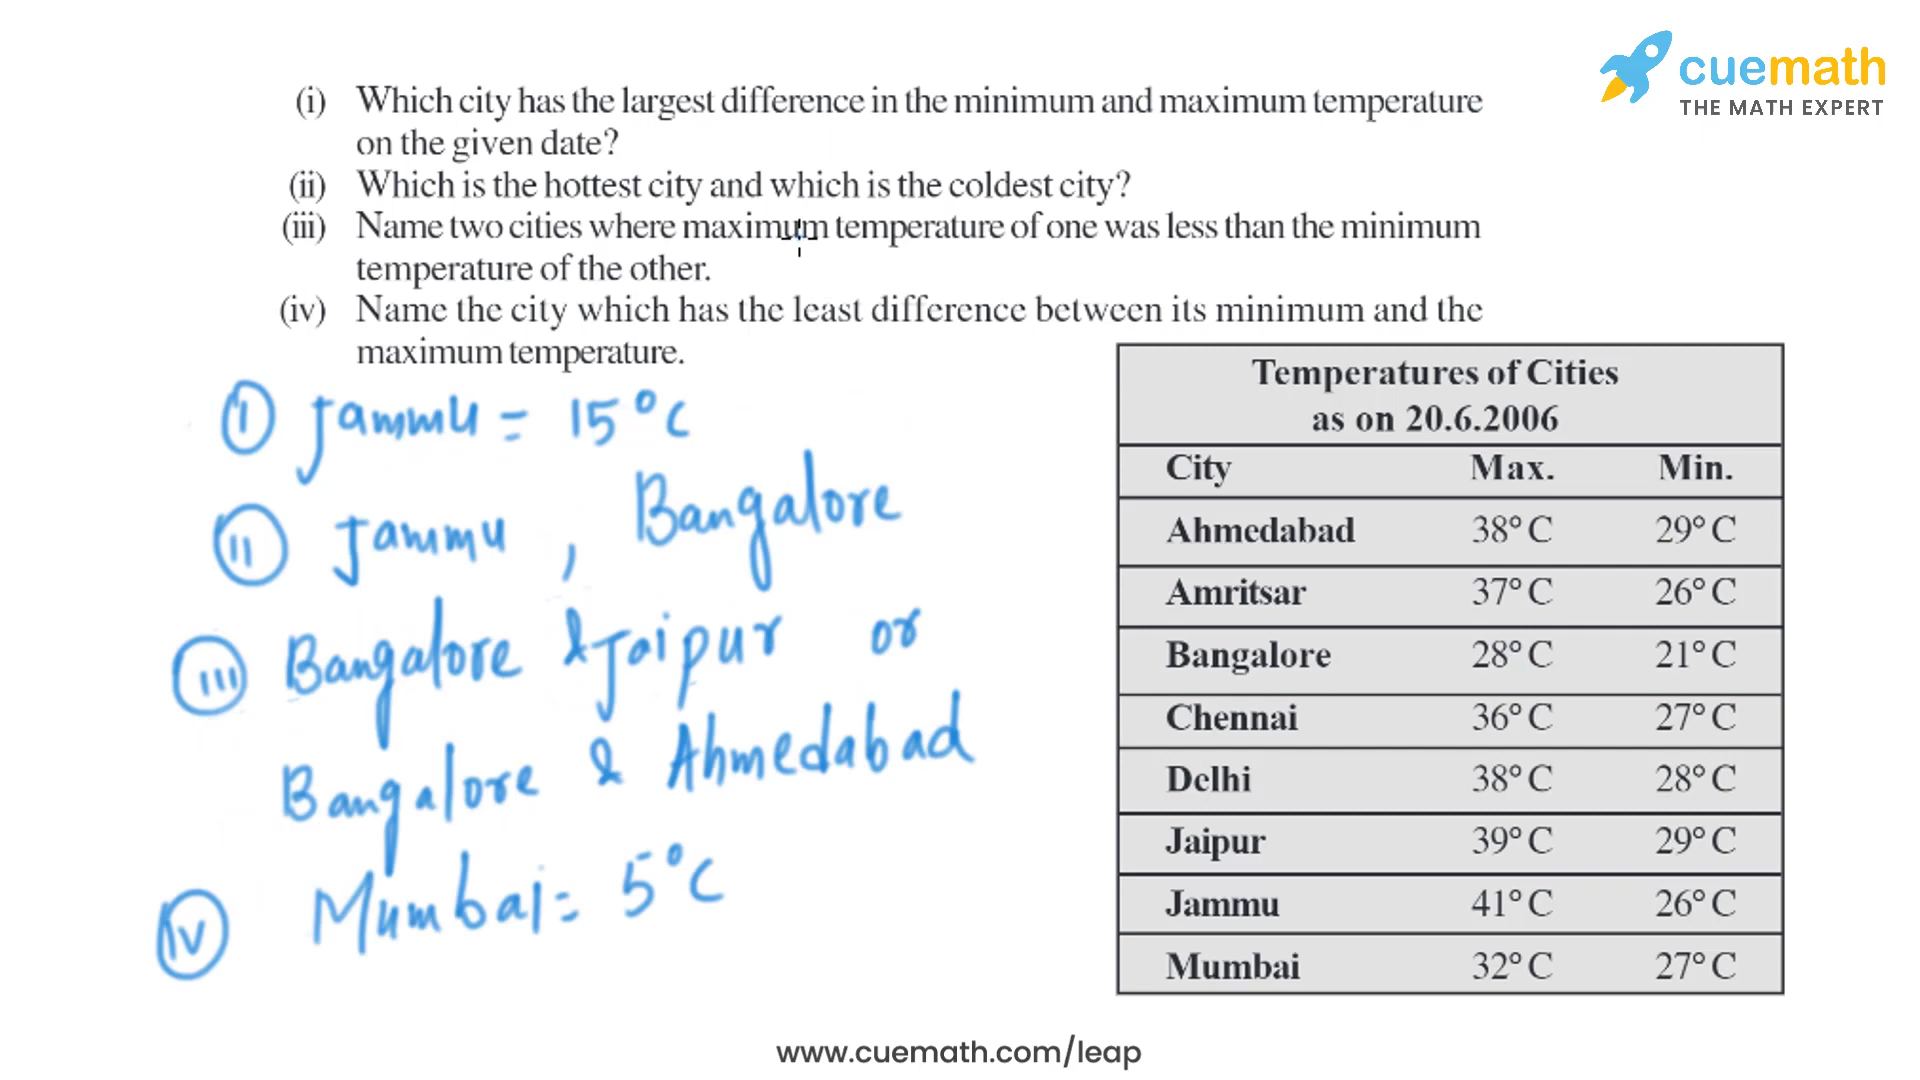 cuemath
THE MATH EXPERT
(i) Which city has the largest difference in the minimum and maximum temperature
on the given date?
(ii) Which is the hottest city and which is the coldest city?
(iii) Name two cities where maximum temperature of one was less than the minimum
temperature of the other.
(iv) Name the city which has the least difference between its minimum and the
maximum temperature.
i Jammu = 15°C
ii Jammu , Bangalore
iii Bangalore & Jaipur or
Bangalore & Ahmedabad
iv Mumbai = 5°C
Temperatures of Cities
as on 20.6.2006
City Max. Min.
Ahmedabad 38°C 29°C
Amritsar 37°C 26°C
Bangalore 28°C 21°C
Chennai 36°C 27°C
Delhi 38°C 28°C
Jaipur 39°C 29°C
Jammu 41°C 26°C
Mumbai 32°C 27°C
www.cuemath.com/leap